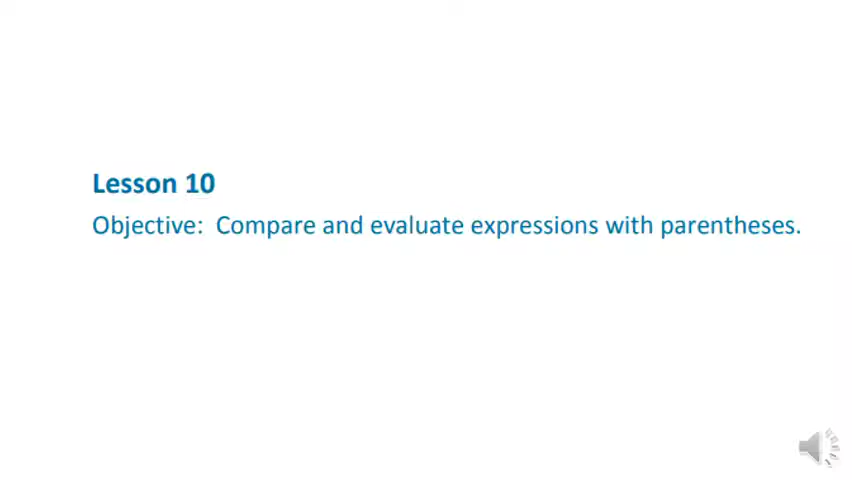 Lesson 10
Objective:  Compare and evaluate expressions with parentheses.